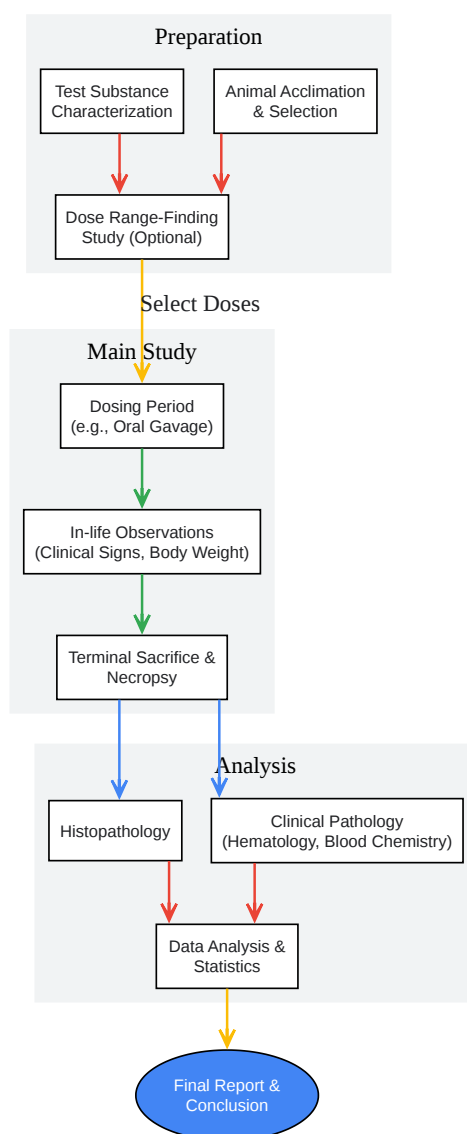 Preparation
Test Substance
Characterization
Animal Acclimation
& Selection
Dose Range-Finding
Study (Optional)
Select Doses
Main Study
Dosing Period
(e.g., Oral Gavage)
In-life Observations
(Clinical Signs, Body Weight)
Terminal Sacrifice &
Necropsy
Analysis
Histopathology
Clinical Pathology
(Hematology, Blood Chemistry)
Data Analysis &
Statistics
Final Report &
Conclusion